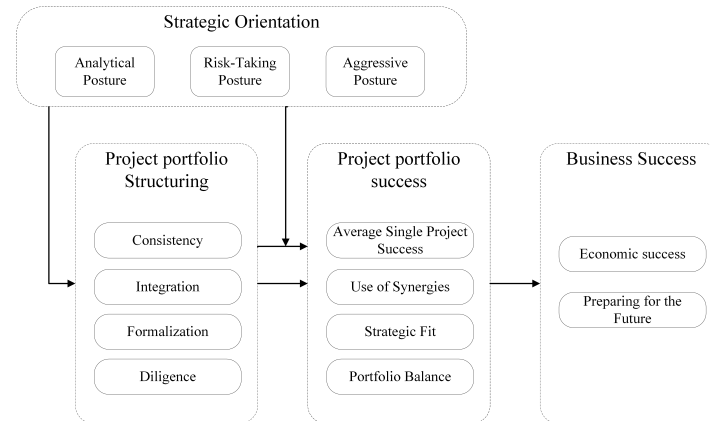 Strategic Orientation
Analytical
Posture
Risk-Taking
Posture
Aggressive
Posture
Project portfolio
Structuring
Consistency
Integration
Formalization
Diligence
Project portfolio
success
Average Single Project
Success
Use of Synergies
Strategic Fit
Portfolio Balance
Business Success
Economic success
Preparing for the
Future